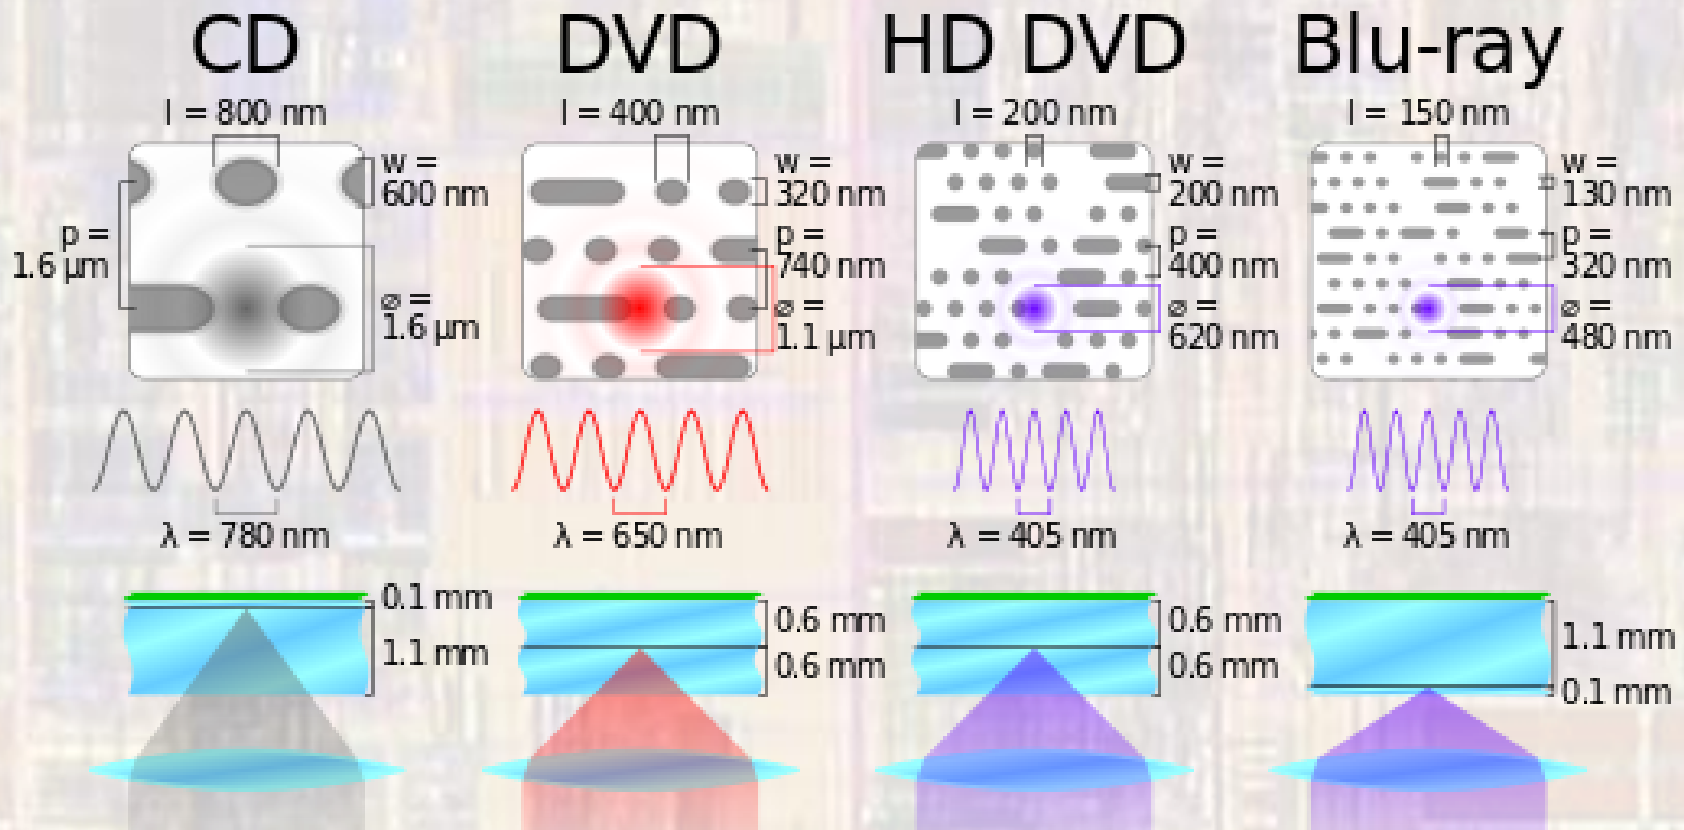 CD
l = 800 nm
w =
600 nm
p =
1.6 µm
⌀ =
1.6 µm
λ = 780 nm
0.1 mm
1.1 mm
DVD
l = 400 nm
w =
320 nm
p =
740 nm
⌀ =
1.1 µm
λ = 650 nm
0.6 mm
0.6 mm
HD DVD
l = 200 nm
w =
200 nm
p =
400 nm
⌀ =
620 nm
λ = 405 nm
0.6 mm
0.6 mm
Blu-ray
l = 150 nm
w =
130 nm
p =
320 nm
⌀ =
480 nm
λ = 405 nm
1.1 mm
0.1 mm